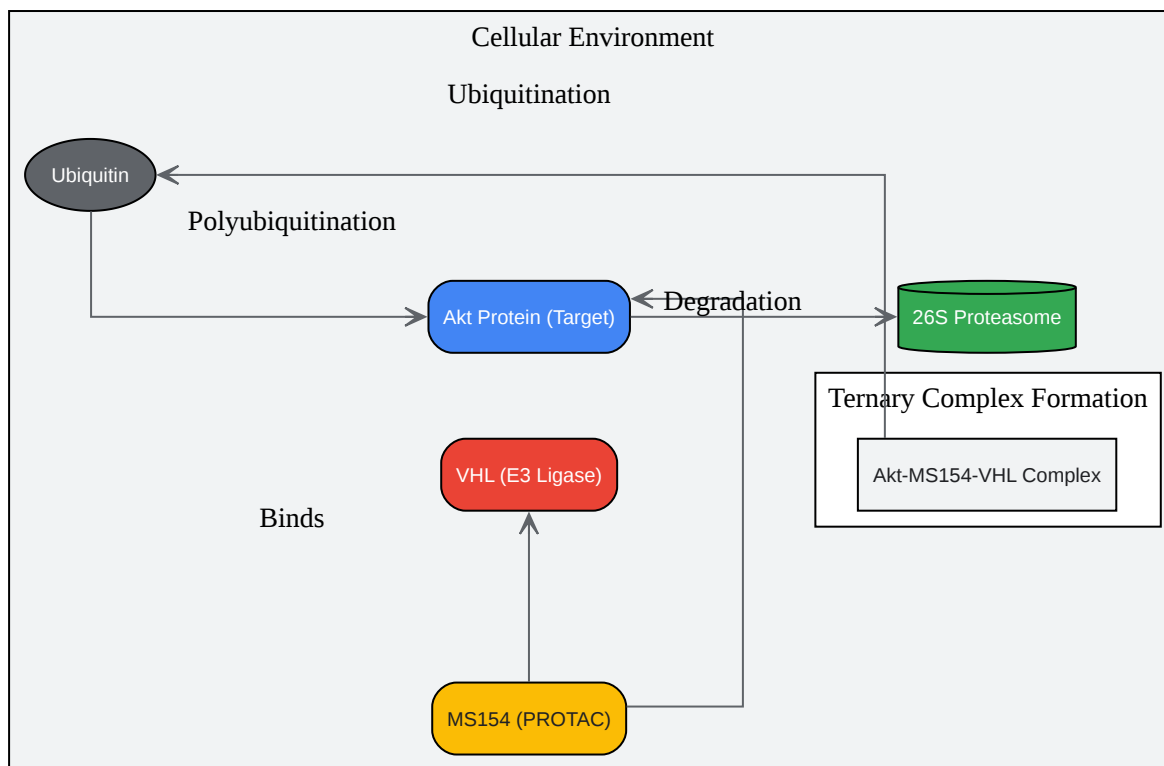 Cellular Environment
Ubiquitination
Ubiquitin
Polyubiquitination
Akt Protein (Target)
Degradation
26S Proteasome
Ternary Complex Formation
Akt-MS154-VHL Complex
VHL (E3 Ligase)
Binds
MS154 (PROTAC)